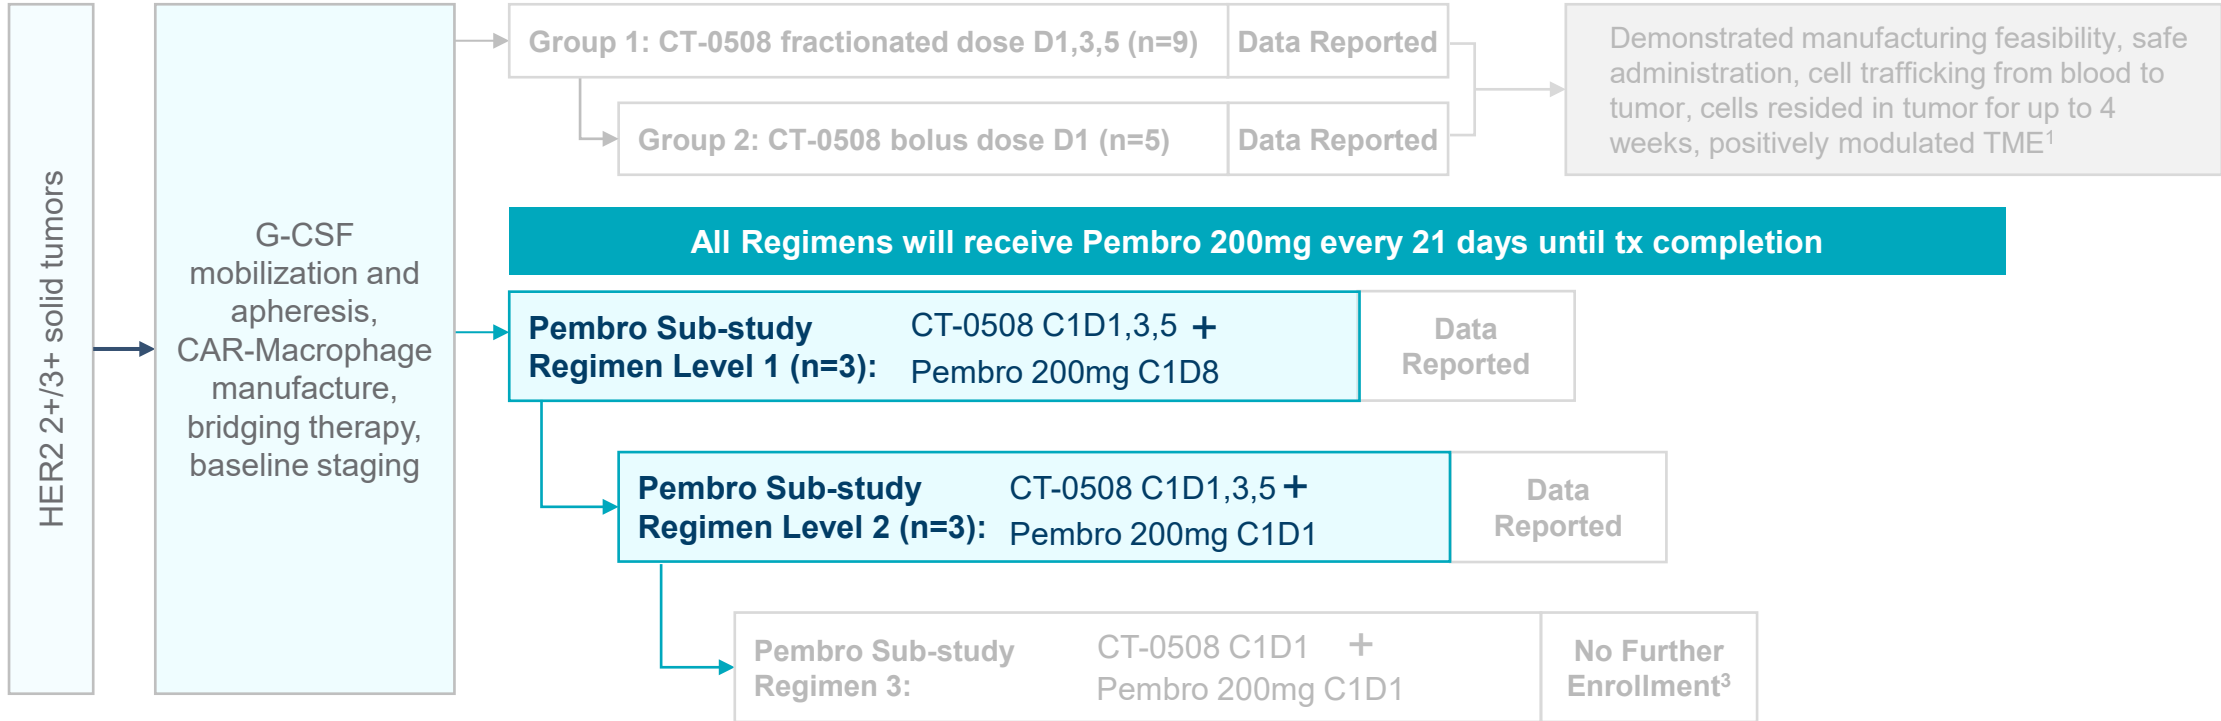 HER2 2+/3+ solid tumors
G-CSF
mobilization and
apheresis,
CAR-Macrophage
manufacture,
bridging therapy,
baseline staging
Group 1: CT-0508 fractionated dose D1,3,5 (n=9)
Data Reported
Group 2: CT-0508 bolus dose D1 (n=5)
Data Reported
Demonstrated manufacturing feasibility, safe
administration, cell trafficking from blood to
tumor, cells resided in tumor for up to 4
weeks, positively modulated TME¹
All Regimens will receive Pembro 200mg every 21 days until tx completion
Pembro Sub-study
Regimen Level 1 (n=3):
CT-0508 C1D1,3,5 +
Pembro 200mg C1D8
Data
Reported
Pembro Sub-study
Regimen Level 2 (n=3):
CT-0508 C1D1,3,5 +
Pembro 200mg C1D1
Data
Reported
Pembro Sub-study
Regimen 3:
CT-0508 C1D1 +
Pembro 200mg C1D1
No Further
Enrollment³